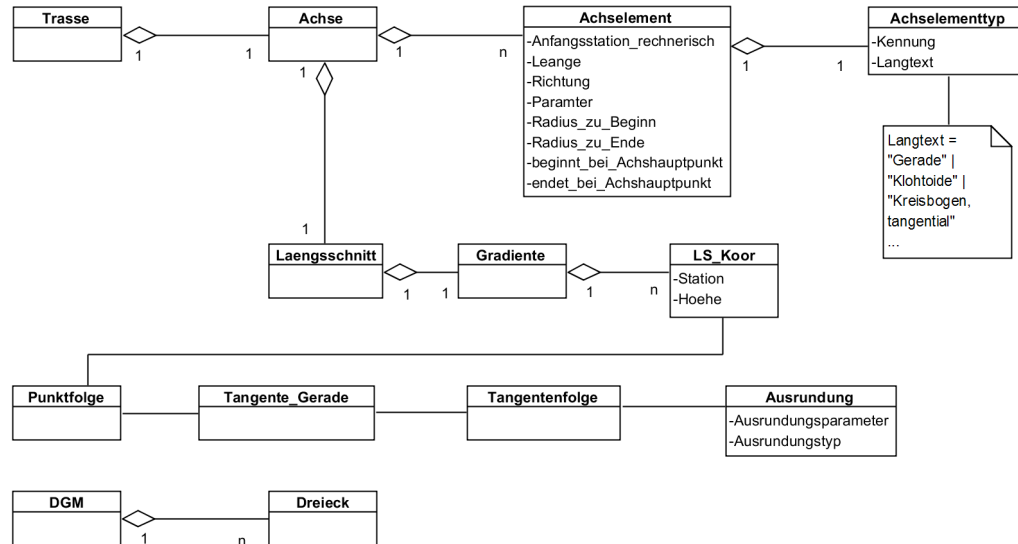 Trasse
1
1
Achse
1
n
1
Achselement
-Anfangsstation_rechnerisch
-Leange
-Richtung
-Paramter
-Radius_zu_Beginn
-Radius_zu_Ende
-beginnt_bei_Achshauptpunkt
-endet_bei_Achshauptpunkt
1
1
Achselementtyp
-Kennung
-Langtext
Langtext =
"Gerade" |
"Klohtoide" |
"Kreisbogen,
tangential"
...
1
Laengsschnitt
1
1
Gradiente
1
n
LS_Koor
-Station
-Hoehe
Punktfolge
Tangente_Gerade
Tangentenfolge
Ausrundung
-Ausrundungsparameter
-Ausrundungstyp
DGM
1
n
Dreieck